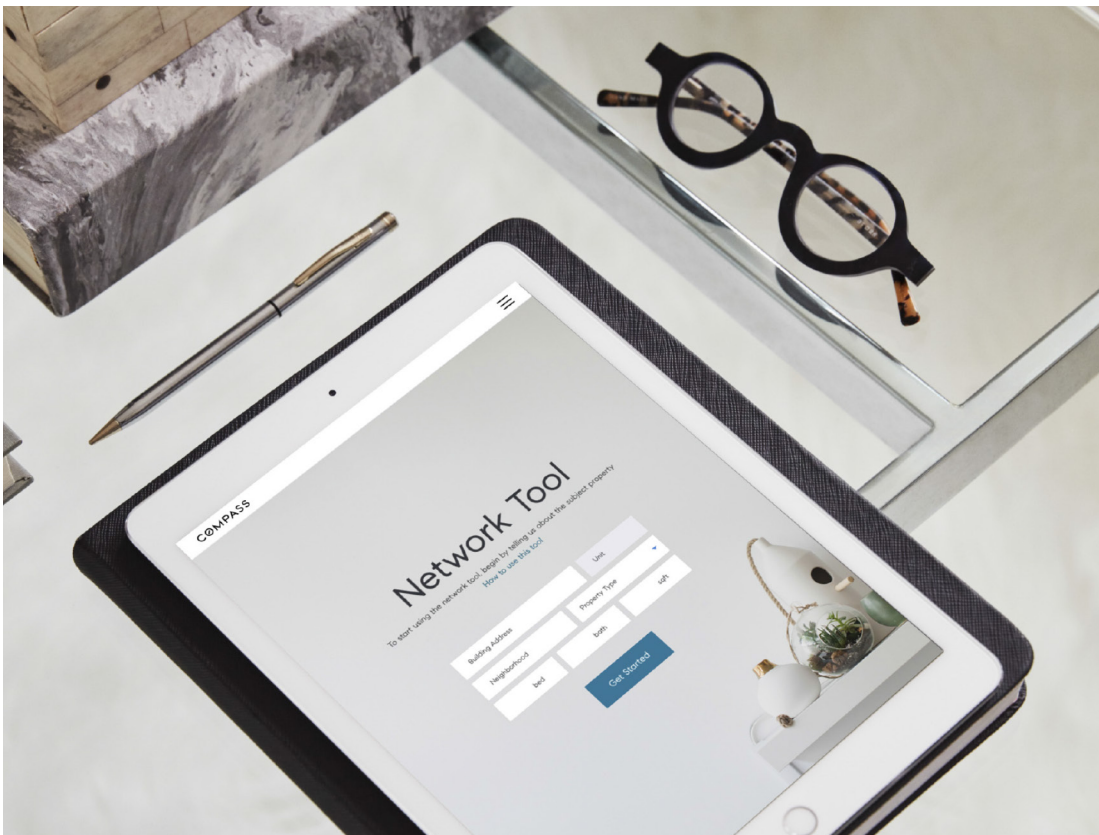 COMPASS
Network Tool
To start using the network tool, begin by telling us about the subject property
How to use this tool
Building Address
Unit
Neighborhood
Property Type
bed
bath
sqft
Get Started